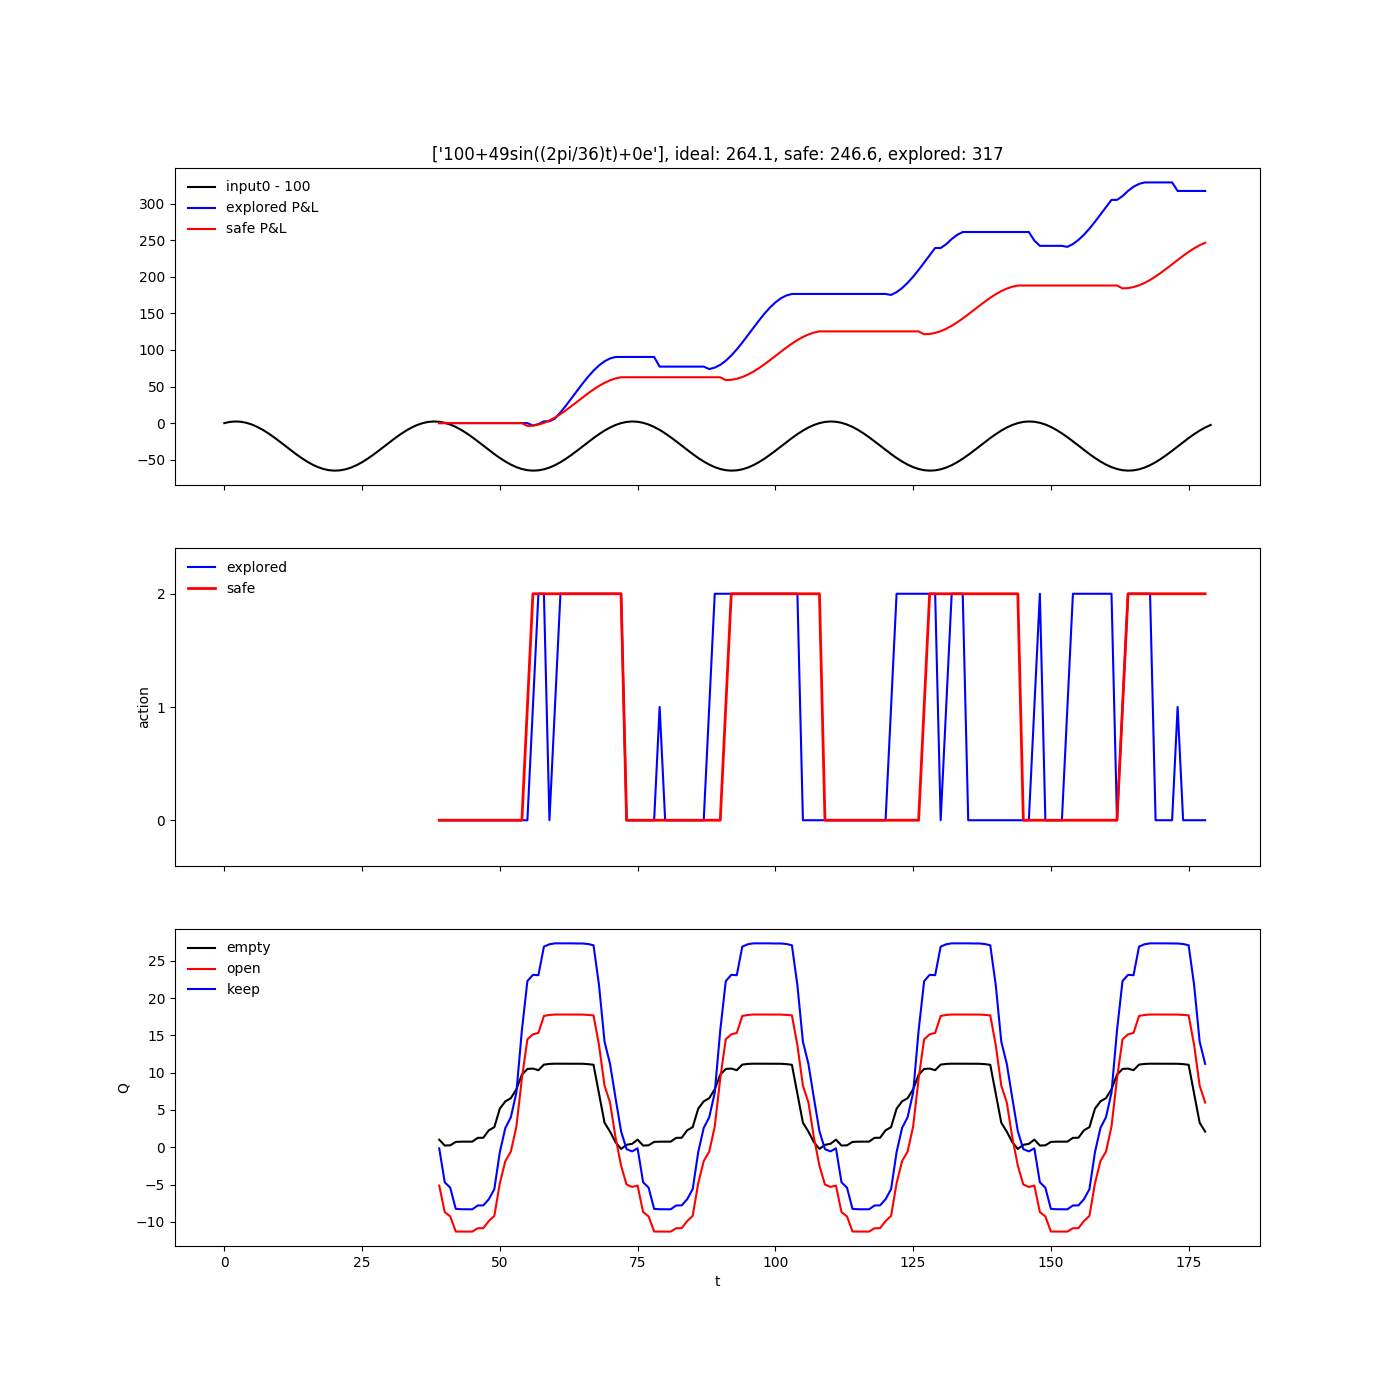 ['100+49sin((2pi/36)t)+0e'], ideal: 264.1, safe: 246.6, explored: 317
input0 - 100
explored P&L
safe P&L
300
250
200
150
100
50
0
−50
explored
safe
2
1
0
action
empty
open
keep
25
20
15
10
5
0
−5
−10
Q
0 25 50 75 100 125 150 175
t